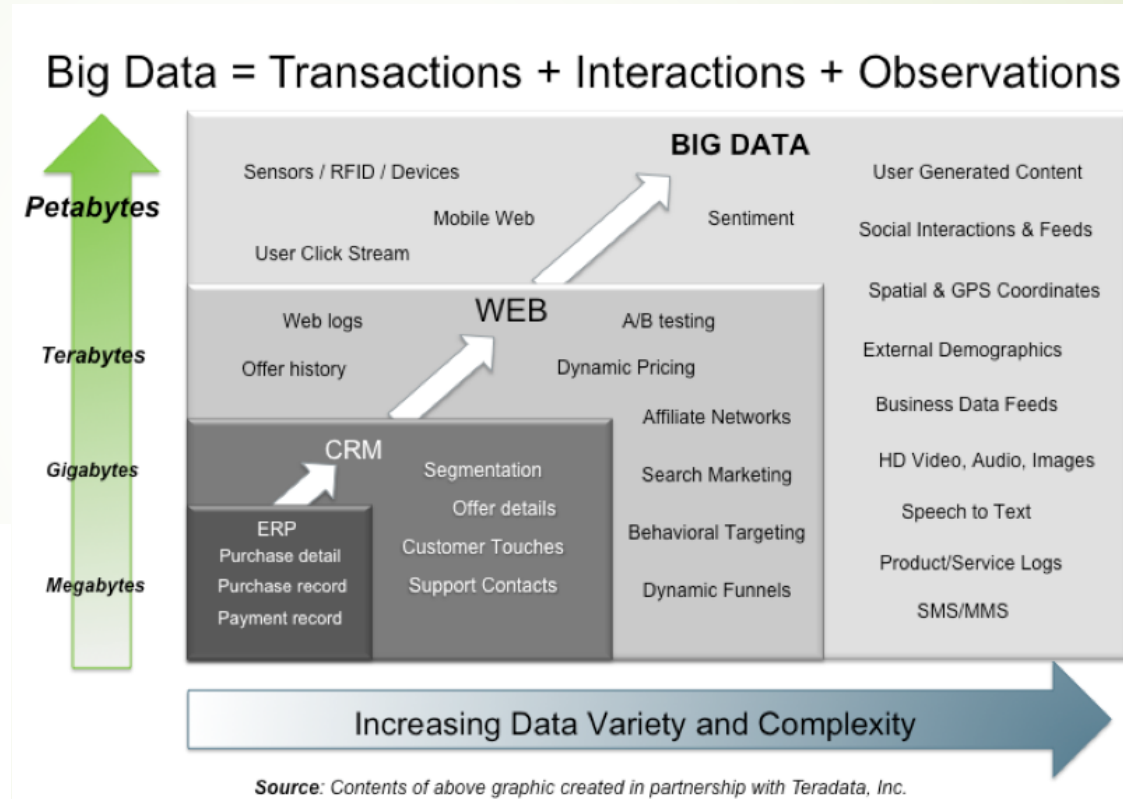 Big Data = Transactions + Interactions + Observations
BIG DATA
Petabytes
Sensors / RFID / Devices
Mobile Web
Sentiment
User Click Stream
User Generated Content
Social Interactions & Feeds
Spatial & GPS Coordinates
External Demographics
Business Data Feeds
HD Video, Audio, Images
Speech to Text
Product/Service Logs
SMS/MMS
Terabytes
WEB
Web logs
A/B testing
Offer history
Dynamic Pricing
Affiliate Networks
Search Marketing
Behavioral Targeting
Dynamic Funnels
Gigabytes
CRM
Segmentation
Offer details
Customer Touches
Support Contacts
Megabytes
ERP
Purchase detail
Purchase record
Payment record
Increasing Data Variety and Complexity
Source: Contents of above graphic created in partnership with Teradata, Inc.